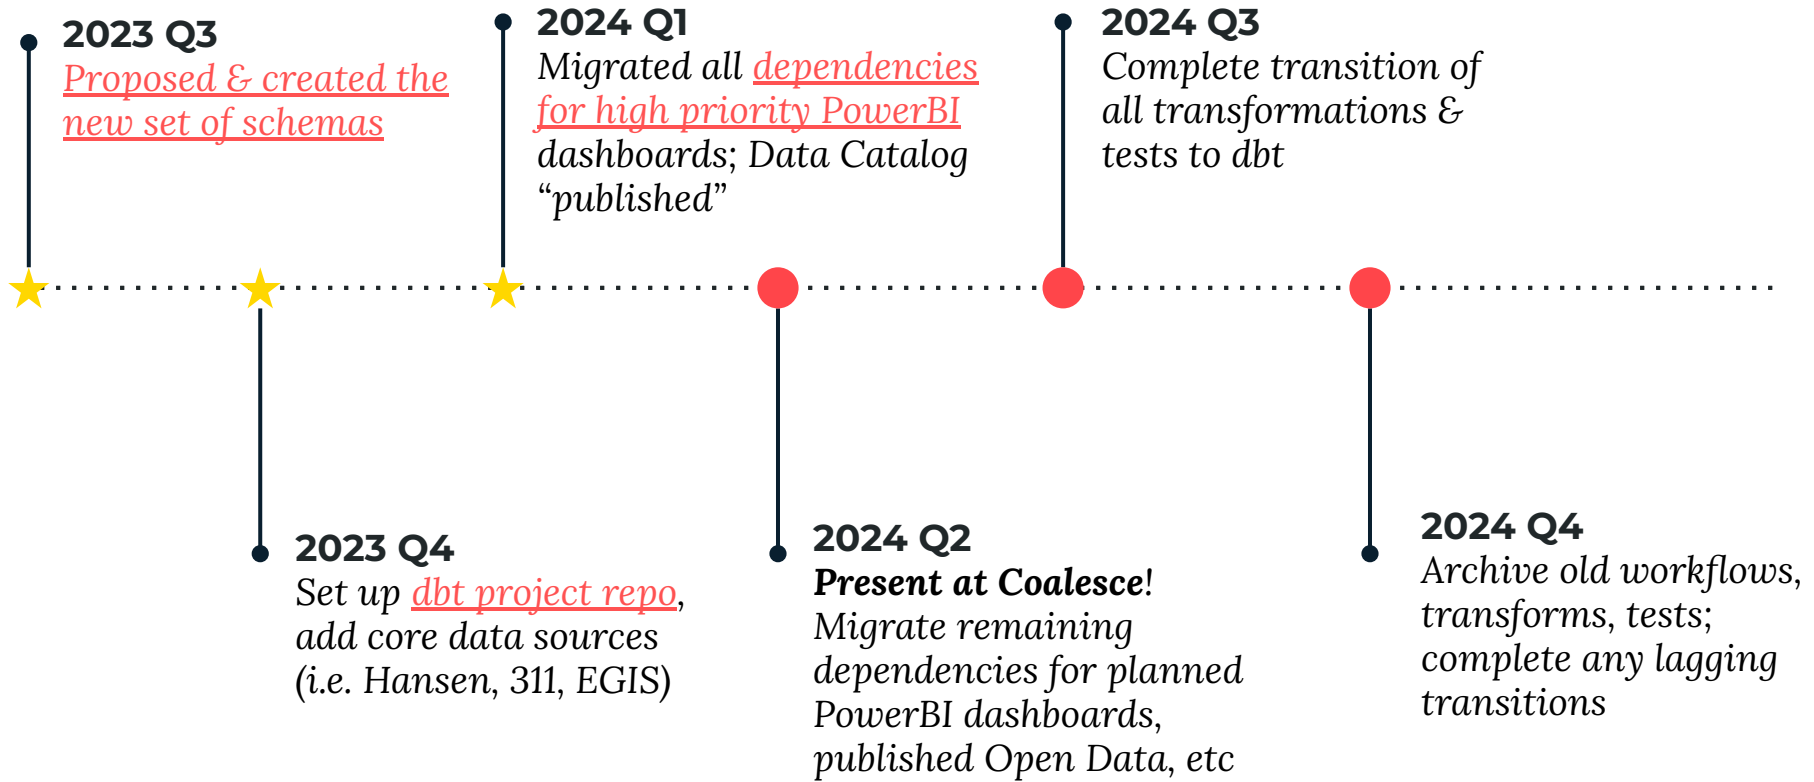 2023 Q3
Proposed & created the
new set of schemas
2023 Q4
Set up dbt project repo,
add core data sources
(i.e. Hansen, 311, EGIS)
2024 Q1
Migrated all dependencies
for high priority PowerBI
dashboards; Data Catalog
“published”
2024 Q2
Present at Coalesce!
Migrate remaining
dependencies for planned
PowerBI dashboards,
published Open Data, etc
2024 Q3
Complete transition of
all transformations &
tests to dbt
2024 Q4
Archive old workflows,
transforms, tests;
complete any lagging
transitions